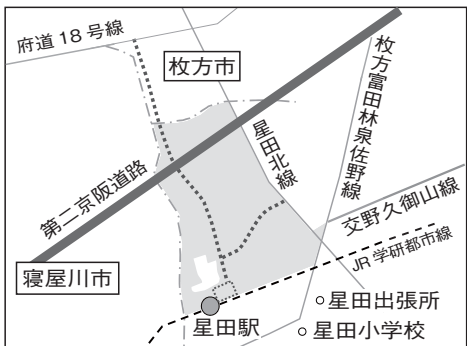 府道18号線
枚方市
星田北線
枚方富田林泉佐野線
第二京阪道路
交野久御山線
寝屋川市
JR学研都市線
星田駅
星田出張所
星田小学校